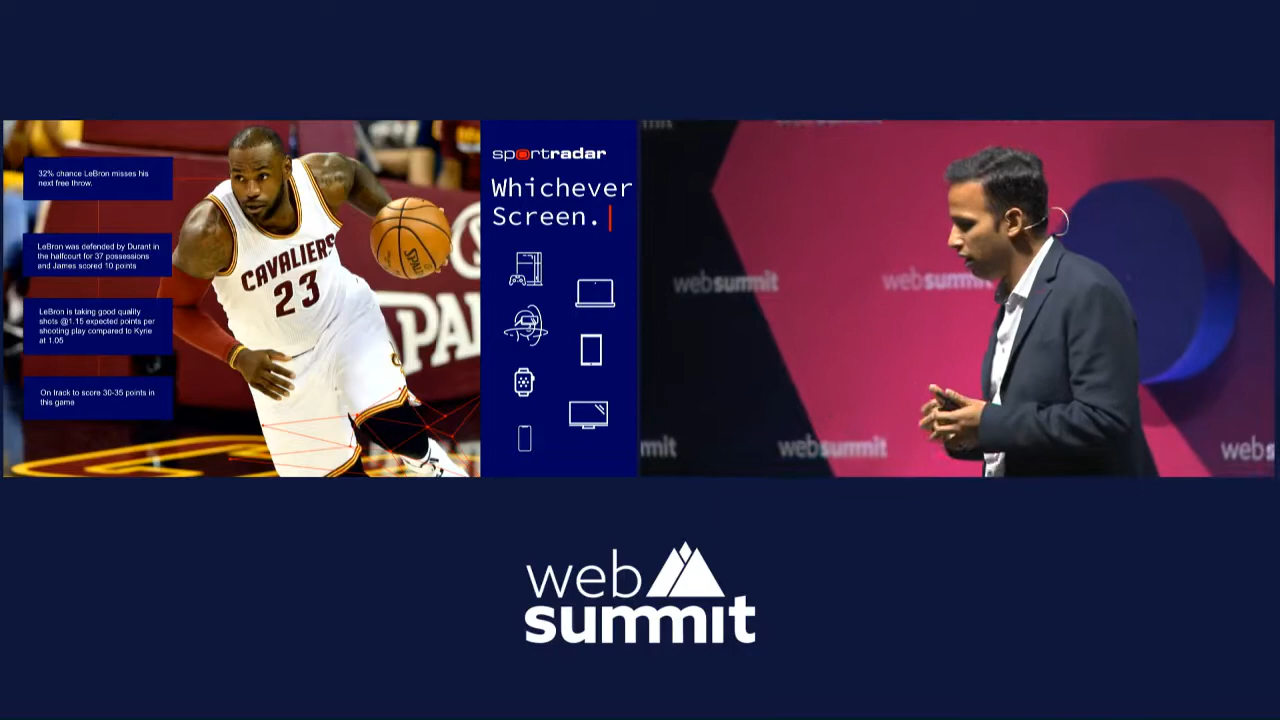 32% chance LeBron misses his
next free throw.
LeBron was defended by Durant in
the halfcourt for 37 possessions
and James scored 10 points
LeBron is taking good quality
shots @1.15 expected points per
shooting play compared to Kyrie
at 1.05
On track to score 30-35 points in
this game
CAVALIERS
23
SPALDING
SPA
sportradar
Whichever
Screen.
websummit
websummit
mmit
websummit
webs
web
summit